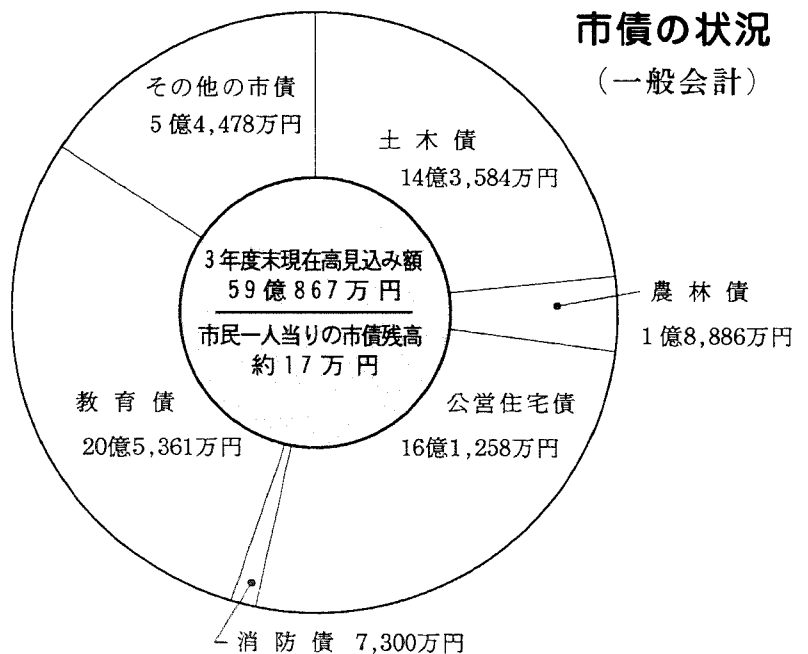 市債の状況
（一般会計）
その他の市債
5億4,478万円
土木債
14億3,584万円
3年度末現在高見込み額
59億867万円
市民一人当りの市債残高
約17万円
農林債
1億8,886万円
教育債
20億5,361万円
公営住宅債
16億1,258万円
消防債 7,300万円